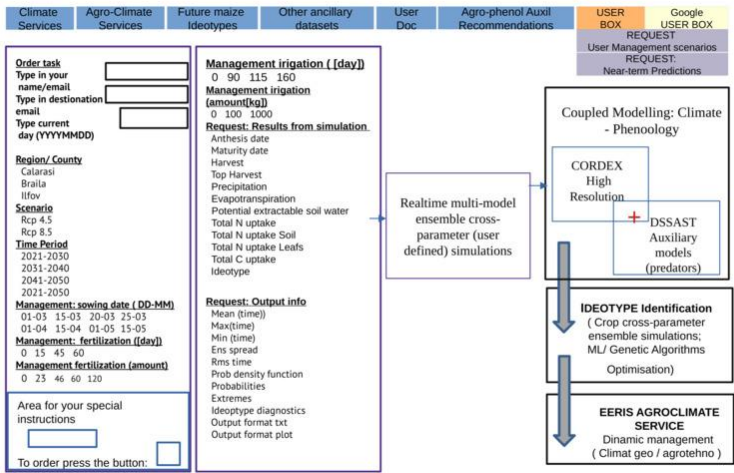 Climate
Services
Agro-Climate
Services
Future maize
Ideotypes
Other ancillary
datasets
User
Doc
Agro-phenol Auxil
Recommendations
USER
BOX
Google
USER BOX
REQUEST
User Management scenarios
REQUEST:
Near-term Predictions
Order task
Type in your
name/email
Type in destionation
email
Type current
day (YYYYMMDD)
Region/ County
Calarasi
Braila
Ilfov
Scenario
Rcp 4.5
Rcp 8.5
Time Period
2021-2030
2031-2040
2041-2050
2021-2050
Management: sowing date ( DD-MM)
01-03 15-03 20-03 25-03
01-04 15-04 01-05 15-05
Management: fertilization ([day])
0 15 45 60
Management fertilization (amount)
0 23 46 60 120
Area for your special
instructions
To order press the button:
Management irigation ( [day])
0 90 115 160
Management irigation
(amount[kg])
0 100 1000
Request: Results from simulation
Anthesis date
Maturity date
Harvest
Top Harvest
Precipitation
Evapotranspiration
Potential extractable soil water
Total N uptake
Total N uptake Soil
Total N uptake Leafs
Total C uptake
Ideotype
Request: Output info
Mean (time))
Max(time)
Min (time)
Ens spread
Rms time
Prob density function
Probabilities
Extremes
Ideoptype diagnostics
Output format txt
Output format plot
Realtime multi-model
ensemble cross-
parameter (user
defined) simulations
Coupled Modelling: Climate
- Phenoology
CORDEX
High
Resolution
+
DSSAST
Auxiliary
models
(predators)
IDEOTYPE Identification
( Crop cross-parameter
ensemble simulations;
ML/ Genetic Algorithms
Optimisation)
EERIS AGROCLIMATE
SERVICE
Dinamic management
( Climat geo / agrotehno )